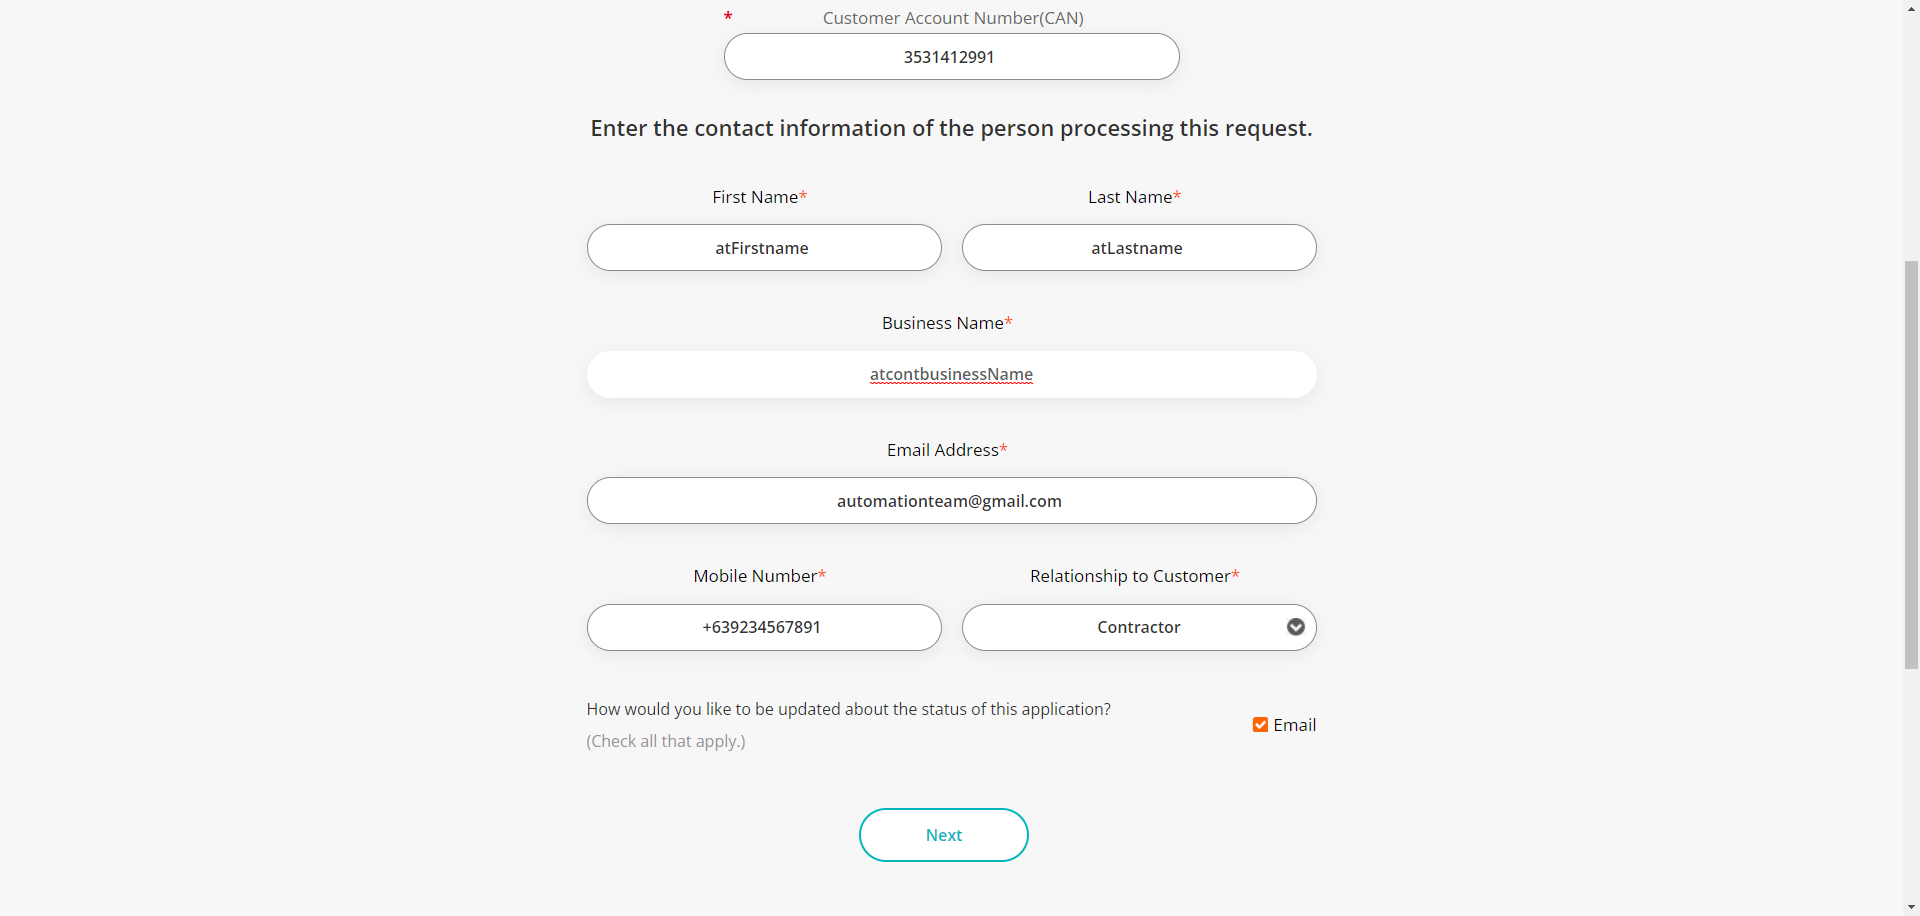 * Customer Account Number(CAN)
3531412991
Enter the contact information of the person processing this request.
First Name* Last Name*
atFirstname atLastname
Business Name*
atcontbusinessName
Email Address*
automationteam@gmail.com
Mobile Number* Relationship to Customer*
+639234567891 Contractor
How would you like to be updated about the status of this application?
Email
(Check all that apply.)
Next